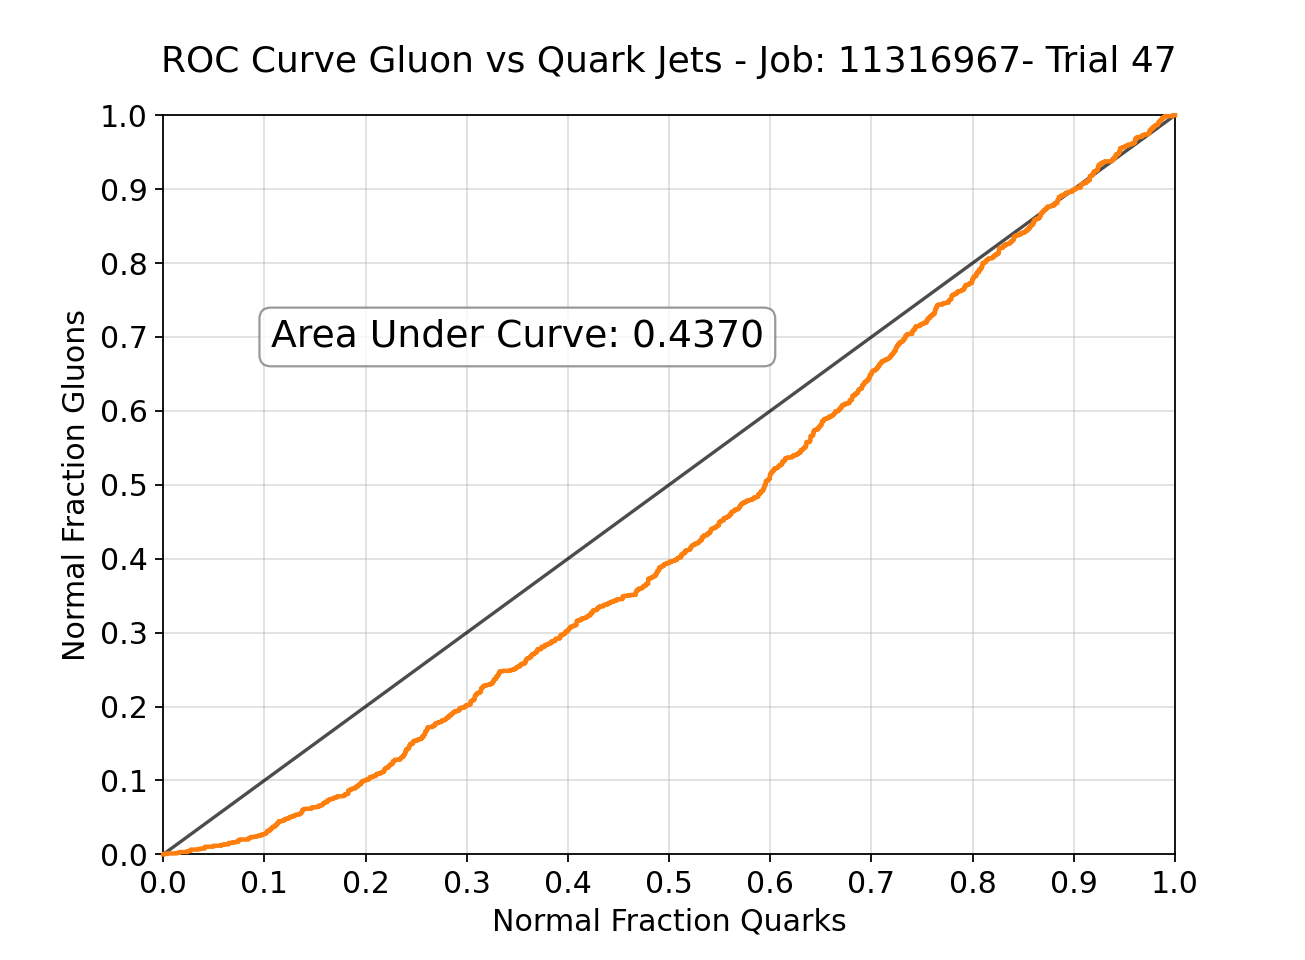 ROC Curve Gluon vs Quark Jets - Job: 11316967- Trial 47
1.0
0.9
0.8
0.7
0.6
0.5
0.4
0.3
0.2
0.1
0.0
Normal Fraction Gluons
Area Under Curve: 0.4370
0.0 0.1 0.2 0.3 0.4 0.5 0.6 0.7 0.8 0.9 1.0
Normal Fraction Quarks